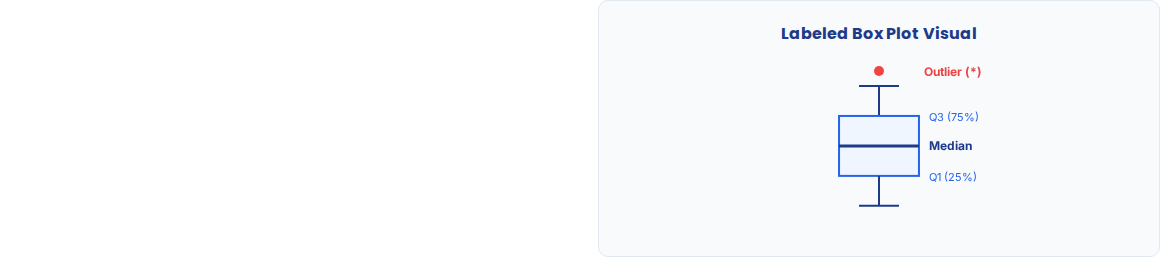 Labeled Box Plot Visual
Outlier (*)
Q3 (75%)
Median
Q1 (25%)